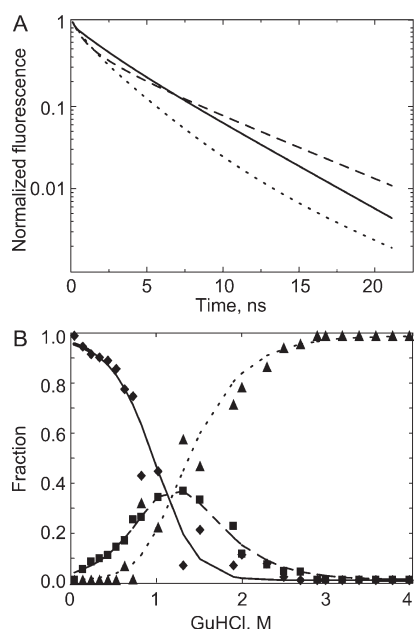 A
Normalized fluorescence
1
0.1
0.01
0 5 10 15 20
Time, ns
B
Fraction
1.0
0.8
0.6
0.4
0.2
0.0
0 1 2 3 4
GuHCl, M